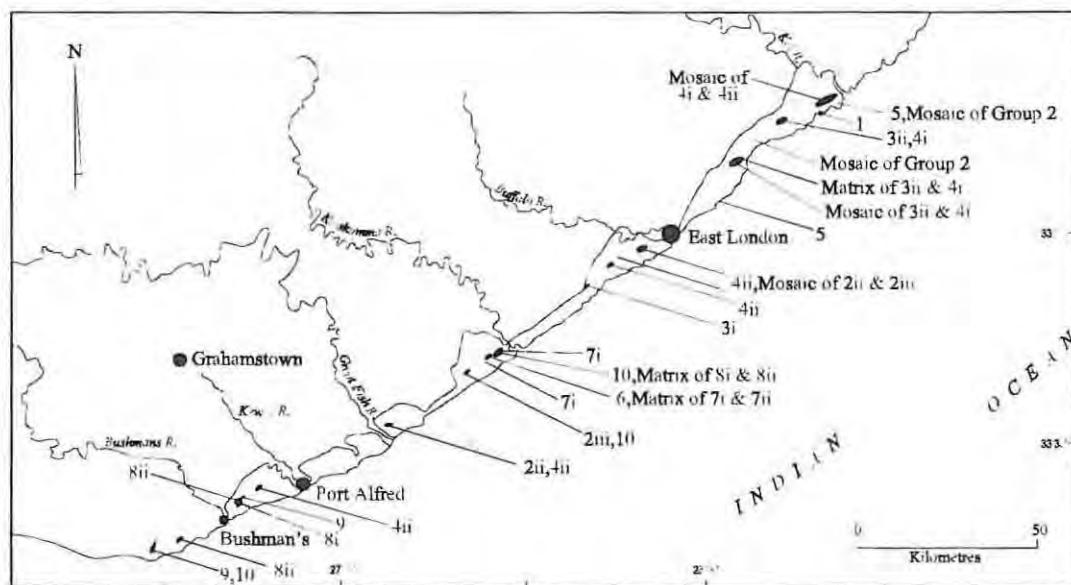 N
Mosaic of
4i & 4ii
5,Mosaic of Group 2
1
3ii,4i
Mosaic of Group 2
Matrix of 3ii & 4i
Mosaic of 3ii & 4i
5
Buffalo R.
East London
33
4ii,Mosaic of 2ii & 2iii
4ii
3i
7i
10,Matrix of 8i & 8ii
6,Matrix of 7i & 7ii
7i
2iii,10
2ii,4ii
Grahamstown
Great Fish R.
R.
Bushmans R.
8ii
Port Alfred
9
4ii
8i
Bushman's
8ii
9,10
27
INDIAN OCEAN
0 50
Kilometres